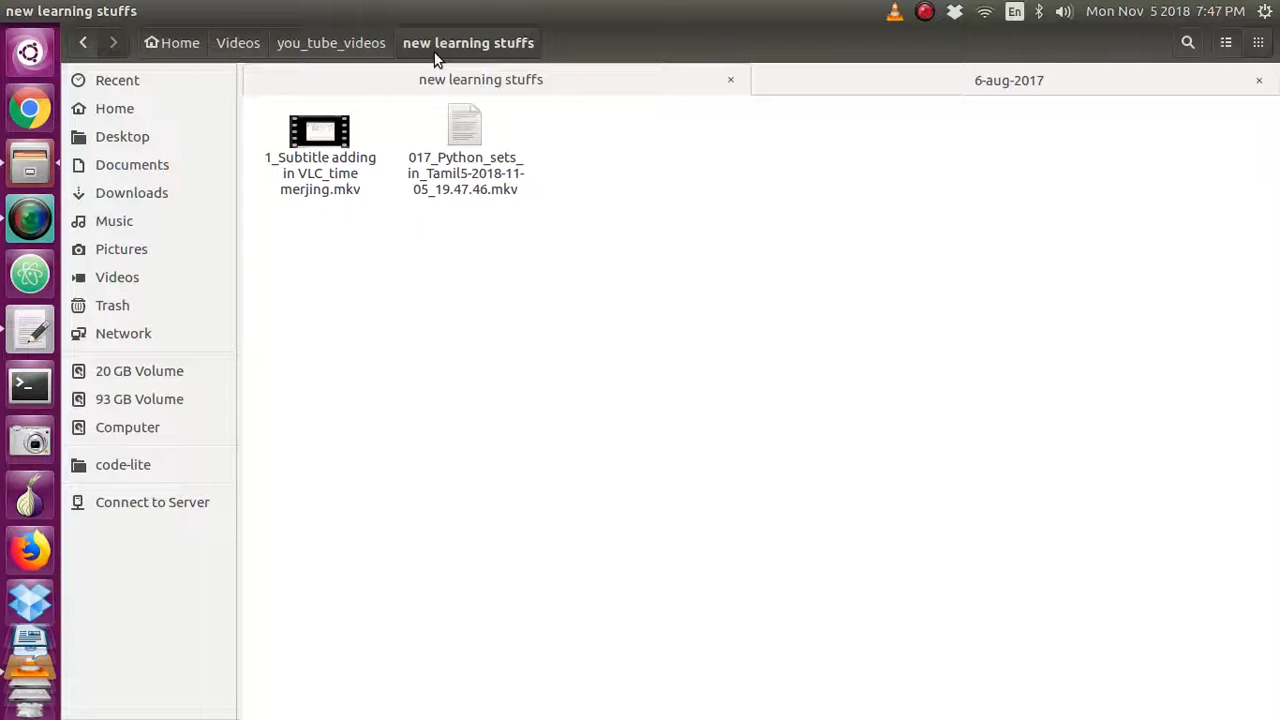 new learning stuffs
En
Mon Nov 5 2018 7:47 PM
Home
Videos
you_tube_videos
new learning stuffs
new learning stuffs ×
6-aug-2017 ×
Recent
Home
Desktop
Documents
Downloads
Music
Pictures
Videos
Trash
Network
20 GB Volume
93 GB Volume
Computer
code-lite
Connect to Server
1_Subtitle adding
in VLC_time
merjing.mkv
017_Python_sets_
in_Tamil5-2018-11-
05_19.47.46.mkv